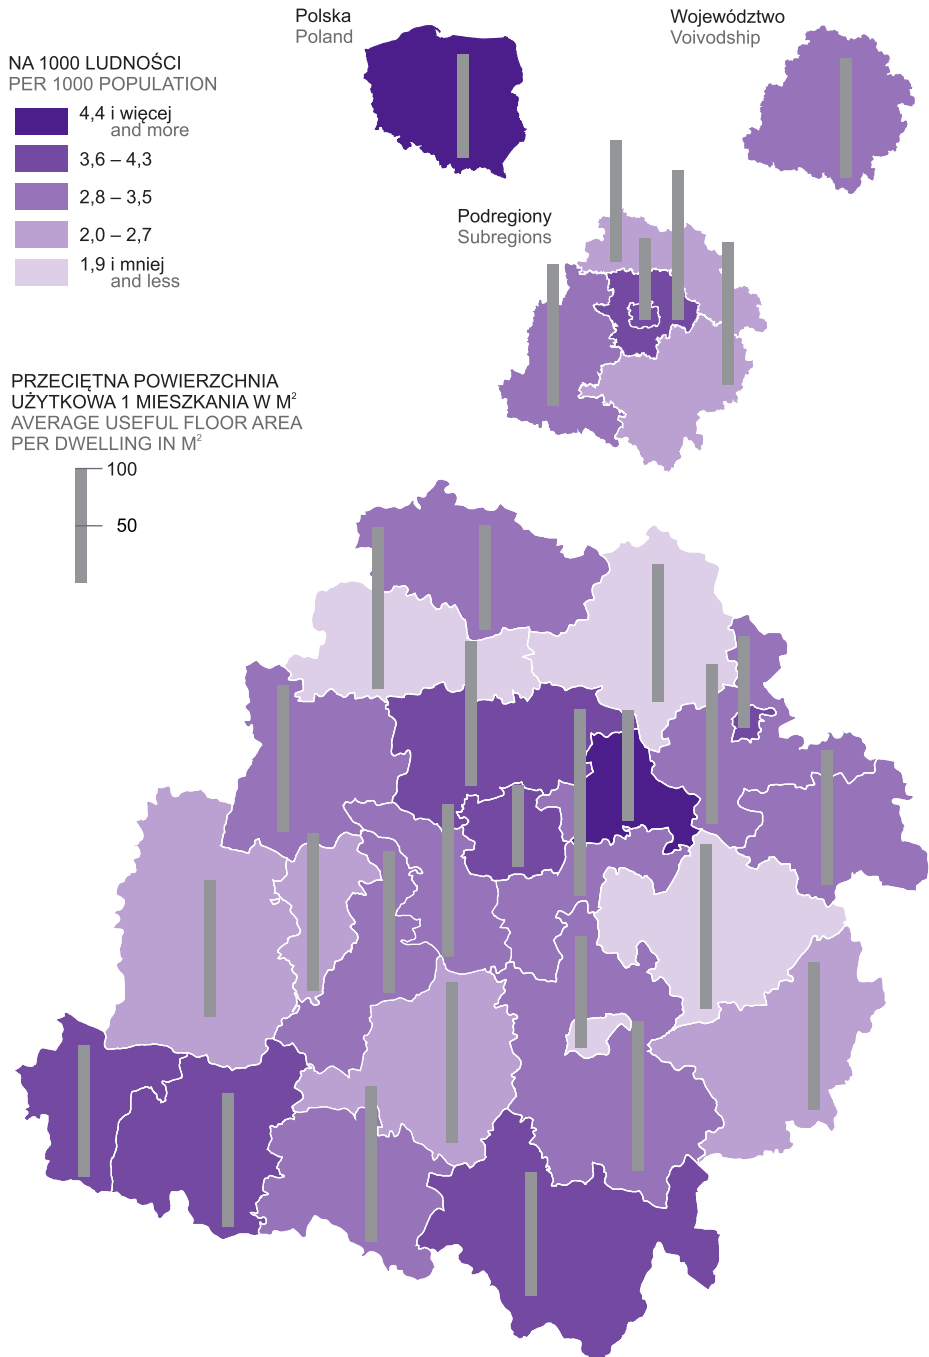 Polska
Poland
Województwo
Voivodship
NA 1000 LUDNOŚCI
PER 1000 POPULATION
4,4 i więcej
and more
3,6 – 4,3
2,8 – 3,5
2,0 – 2,7
1,9 i mniej
and less
Podregiony
Subregions
PRZECIĘTNA POWIERZCHNIA
UŻYTKOWA 1 MIESZKANIA W M²
AVERAGE USEFUL FLOOR AREA
PER DWELLING IN M²
100
50